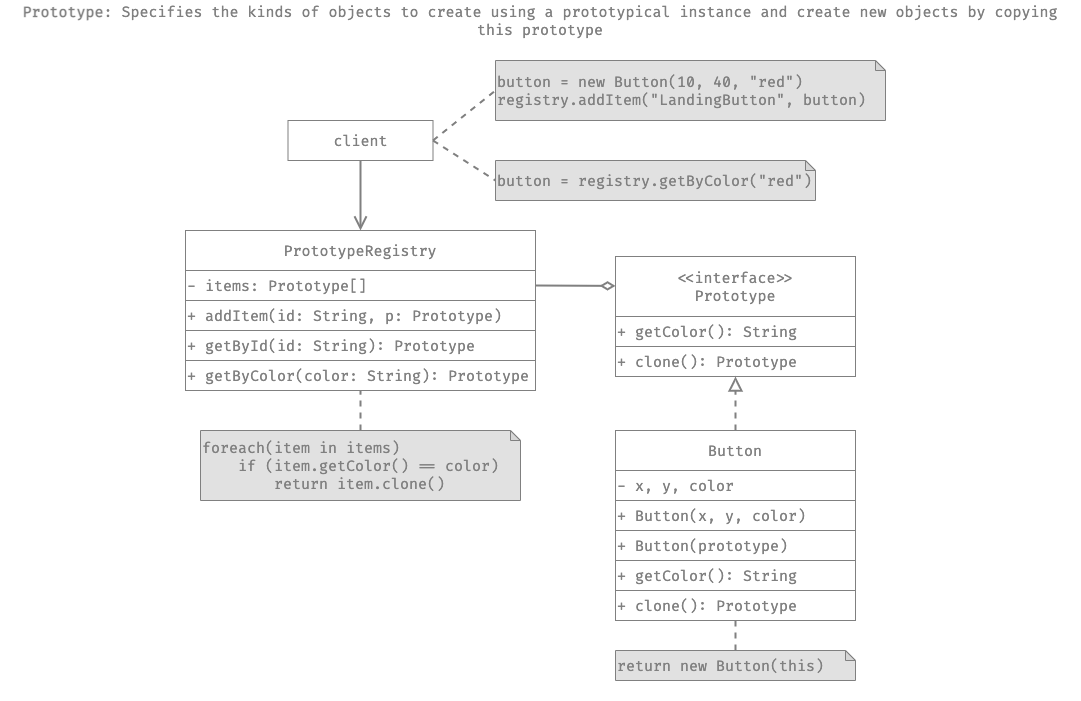 Prototype: Specifies the kinds of objects to create using a prototypical instance and create new objects by copying
this prototype
button = new Button(10, 40, "red")
registry.addItem("LandingButton", button)
client
button = registry.getByColor("red")
PrototypeRegistry
- items: Prototype[]
+ addItem(id: String, p: Prototype)
+ getById(id: String): Prototype
+ getByColor(color: String): Prototype
<<interface>>
Prototype
+ getColor(): String
+ clone(): Prototype
foreach(item in items)
    if (item.getColor() == color)
        return item.clone()
Button
- x, y, color
+ Button(x, y, color)
+ Button(prototype)
+ getColor(): String
+ clone(): Prototype
return new Button(this)